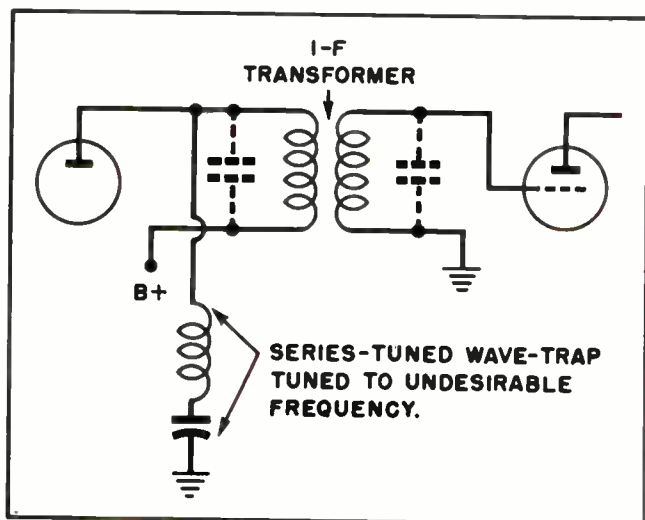 I-F
TRANSFORMER
B+
SERIES-TUNED WAVE-TRAP
TUNED TO UNDESIRABLE
FREQUENCY.